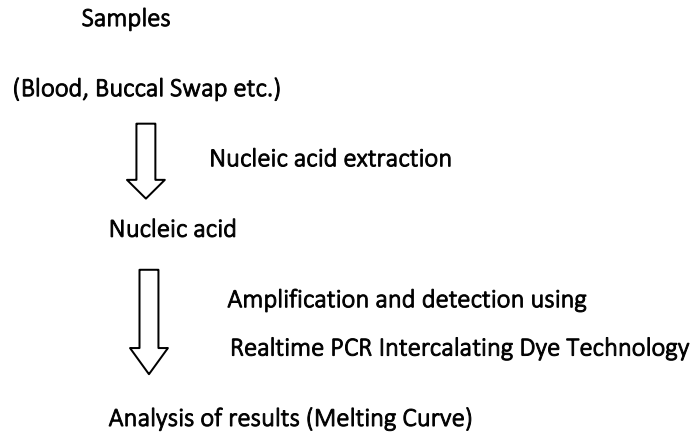 Samples
(Blood, Buccal Swap etc.)
Nucleic acid extraction
Nucleic acid
Amplification and detection using
Realtime PCR Intercalating Dye Technology
Analysis of results (Melting Curve)